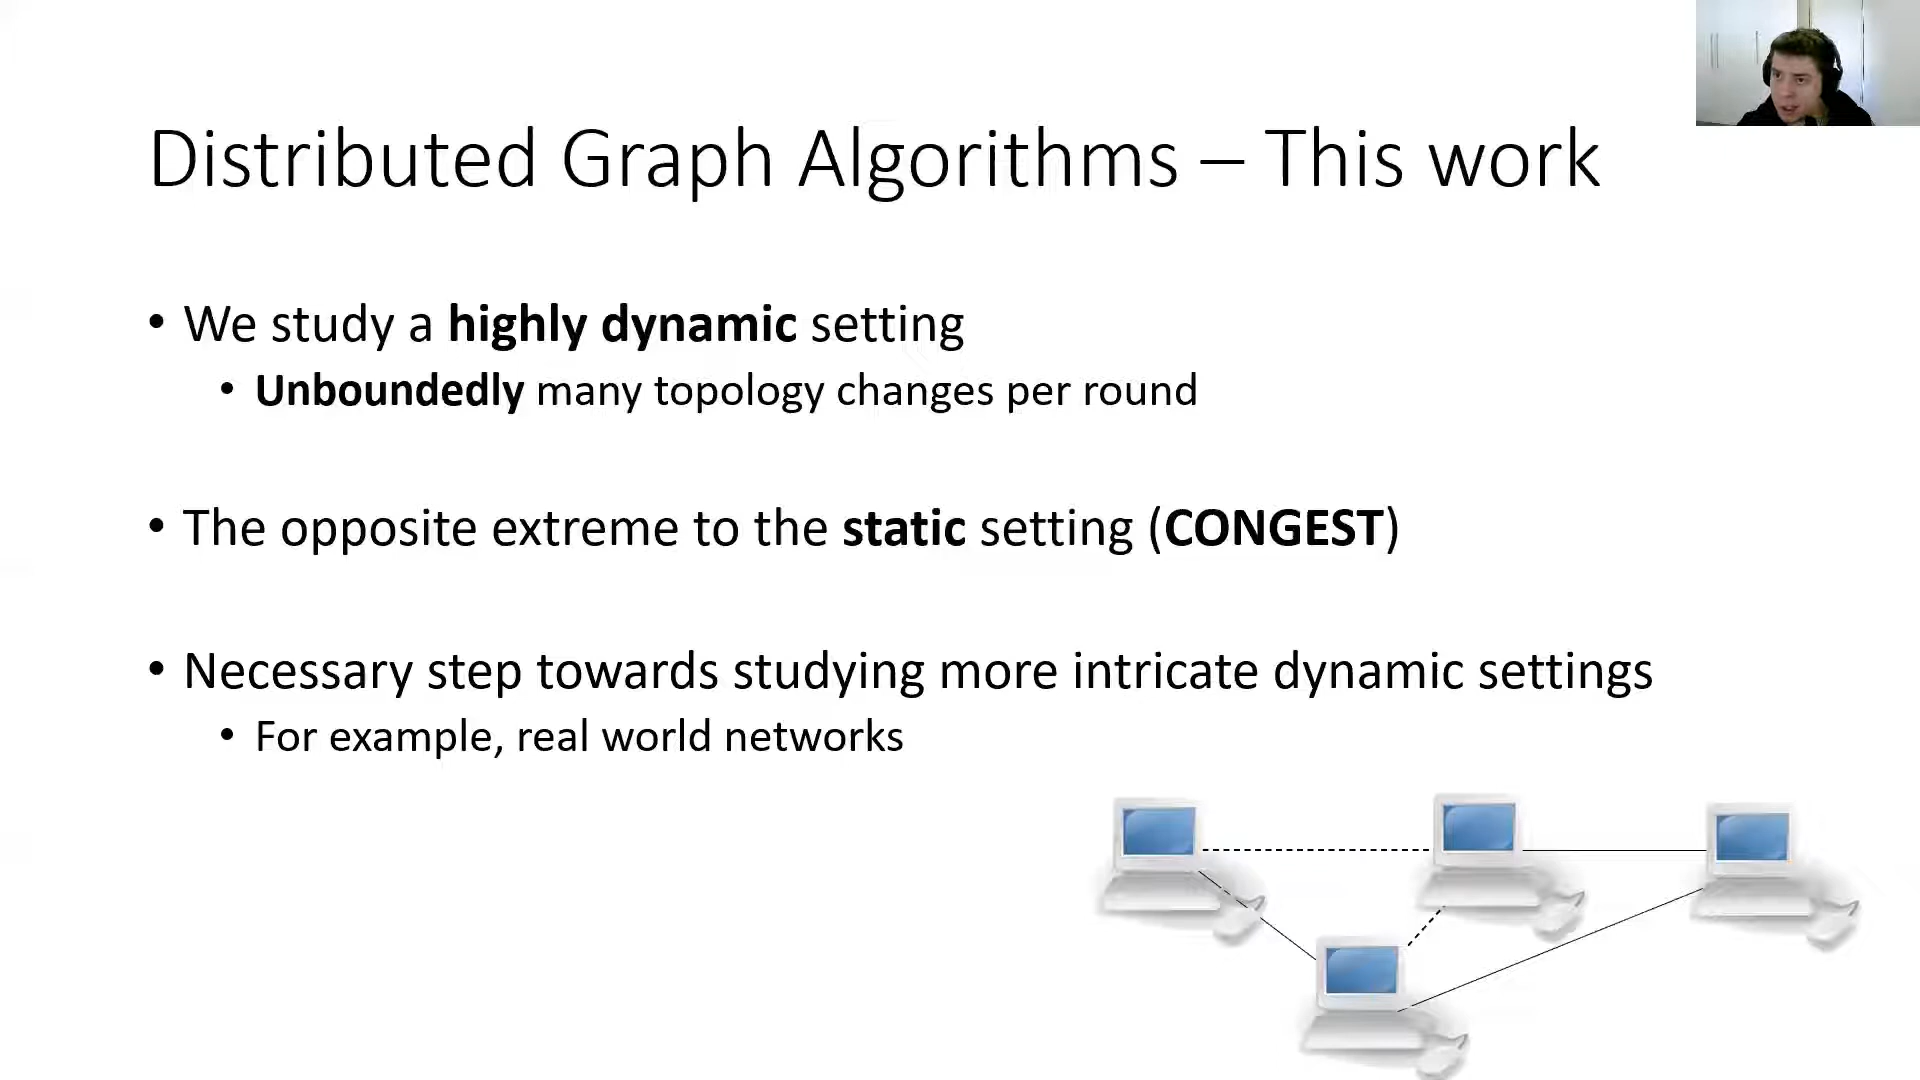 Distributed Graph Algorithms – This work
• We study a highly dynamic setting
• Unboundedly many topology changes per round
• The opposite extreme to the static setting (CONGEST)
• Necessary step towards studying more intricate dynamic settings
• For example, real world networks